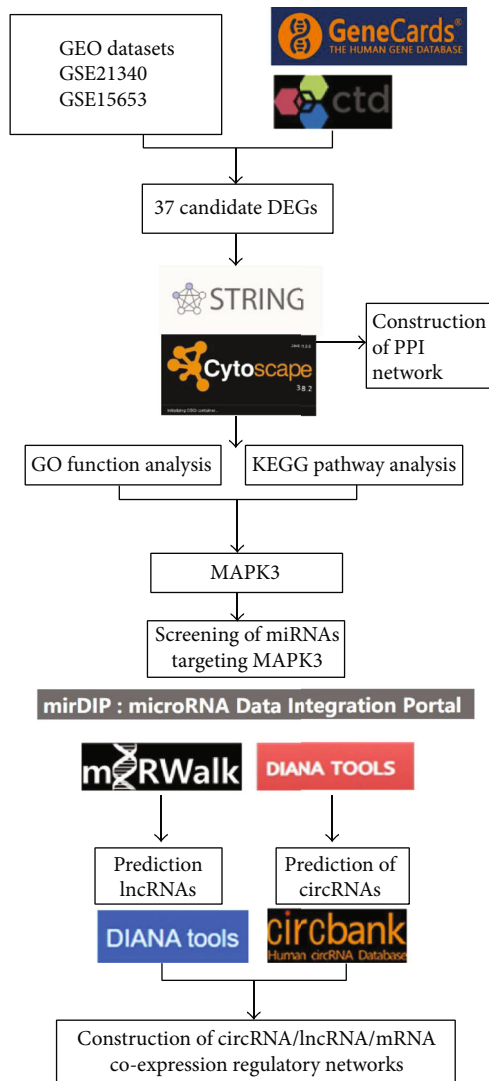 GEO datasets
GSE21340
GSE15653
GeneCards®
THE HUMAN GENE DATABASE
ctd
37 candidate DEGs
STRING
Cytoscape
3.8.2
Construction
of PPI
network
GO function analysis
KEGG pathway analysis
MAPK3
Screening of miRNAs
targeting MAPK3
mirDIP : microRNA Data Integration Portal
miRWalk
DIANA TOOLS
Prediction
lncRNAs
Prediction of
circRNAs
DIANA tools
circbank
Human circRNA Database
Construction of circRNA/lncRNA/mRNA
co-expression regulatory networks